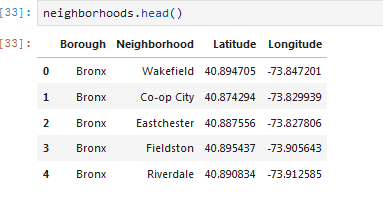 [33]: neighborhoods.head()
[33]: Borough Neighborhood Latitude Longitude
0 Bronx Wakefield 40.894705 -73.847201
1 Bronx Co-op City 40.874294 -73.829939
2 Bronx Eastchester 40.887556 -73.827806
3 Bronx Fieldston 40.895437 -73.905643
4 Bronx Riverdale 40.890834 -73.912585